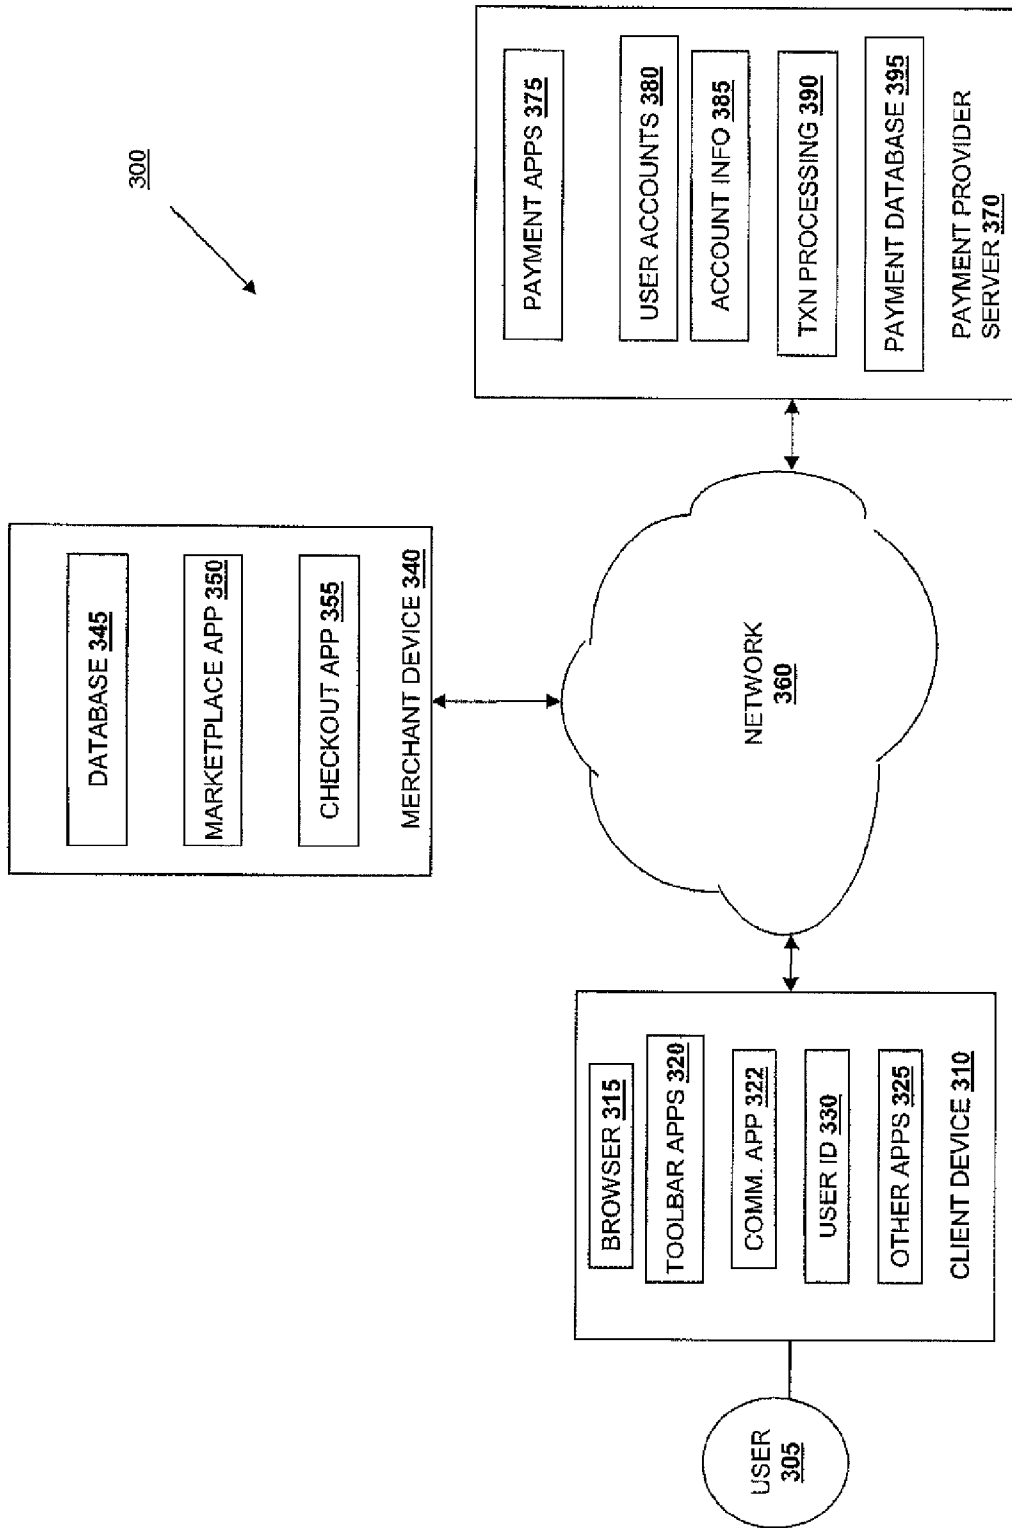 300
DATABASE 345
MARKETPLACE APP 350
CHECKOUT APP 355
MERCHANT DEVICE 340
USER
305
BROWSER 315
TOOLBAR APPS 320
COMM. APP 322
USER ID 330
OTHER APPS 325
CLIENT DEVICE 310
NETWORK
360
PAYMENT APPS 375
USER ACCOUNTS 380
ACCOUNT INFO 385
TXN PROCESSING 390
PAYMENT DATABASE 395
PAYMENT PROVIDER
SERVER 370